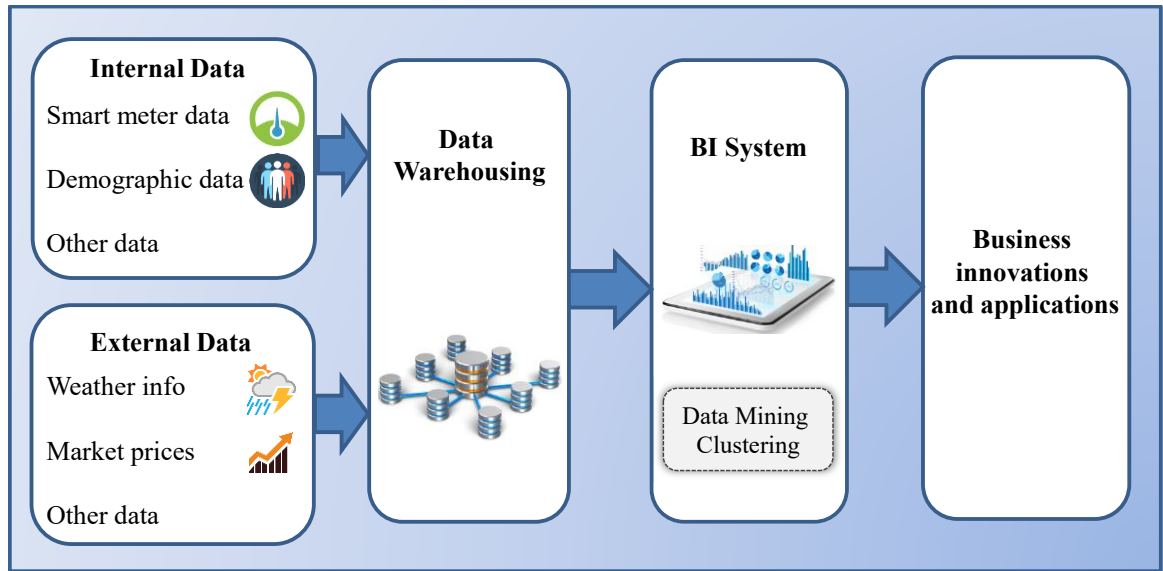 Internal Data
Smart meter data
Demographic data
Other data
External Data
Weather info
Market prices
Other data
Data
Warehousing
BI System
Data Mining
Clustering
Business
innovations
and applications